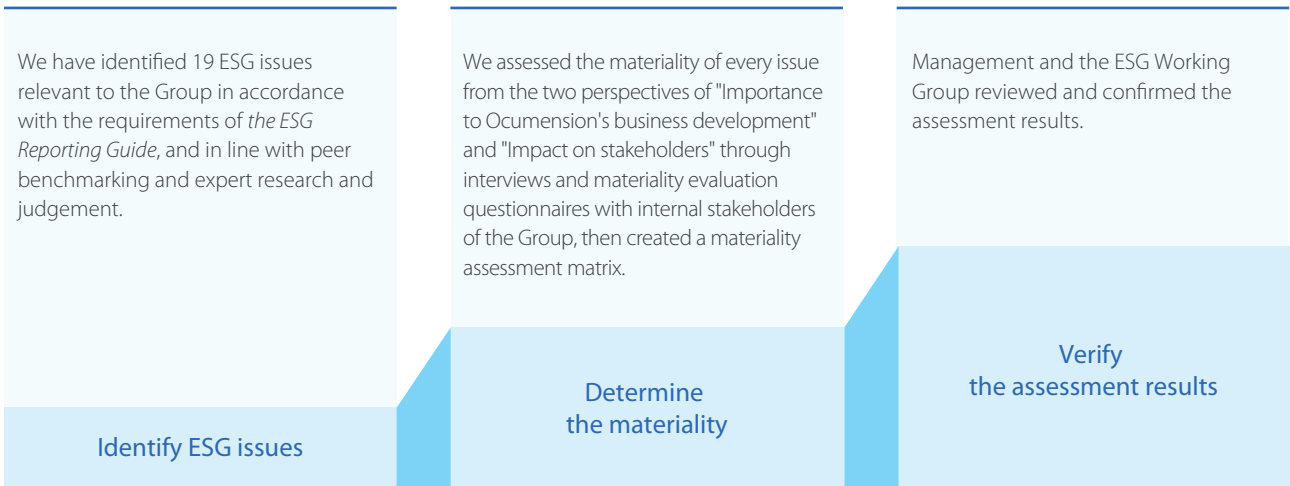 We have identified 19 ESG issues
relevant to the Group in accordance
with the requirements of the ESG
Reporting Guide, and in line with peer
benchmarking and expert research and
judgement.
Identify ESG issues
We assessed the materiality of every issue
from the two perspectives of "Importance
to Ocumension's business development"
and "Impact on stakeholders" through
interviews and materiality evaluation
questionnaires with internal stakeholders
of the Group, then created a materiality
assessment matrix.
Determine
the materiality
Management and the ESG Working
Group reviewed and confirmed the
assessment results.
Verify
the assessment results